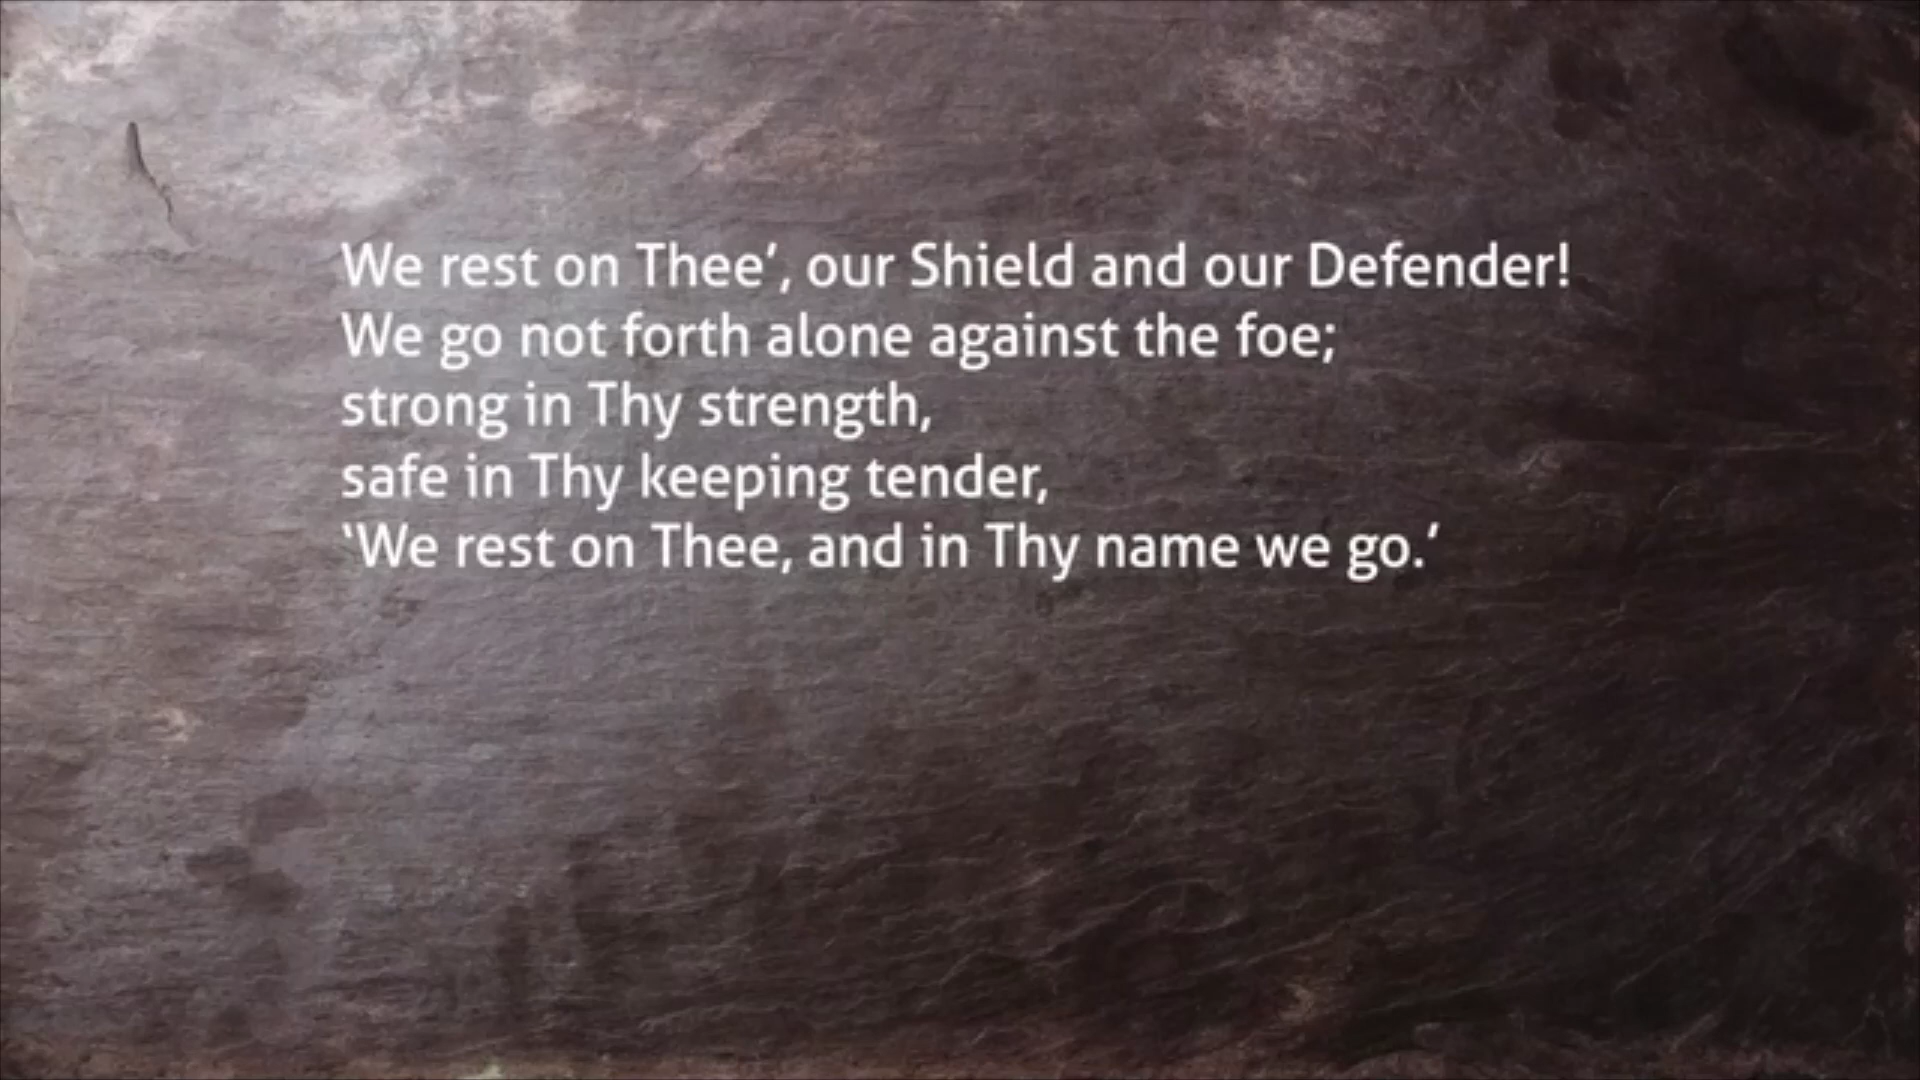 We rest on Thee’, our Shield and our Defender!
We go not forth alone against the foe;
strong in Thy strength,
safe in Thy keeping tender,
‘We rest on Thee, and in Thy name we go.’